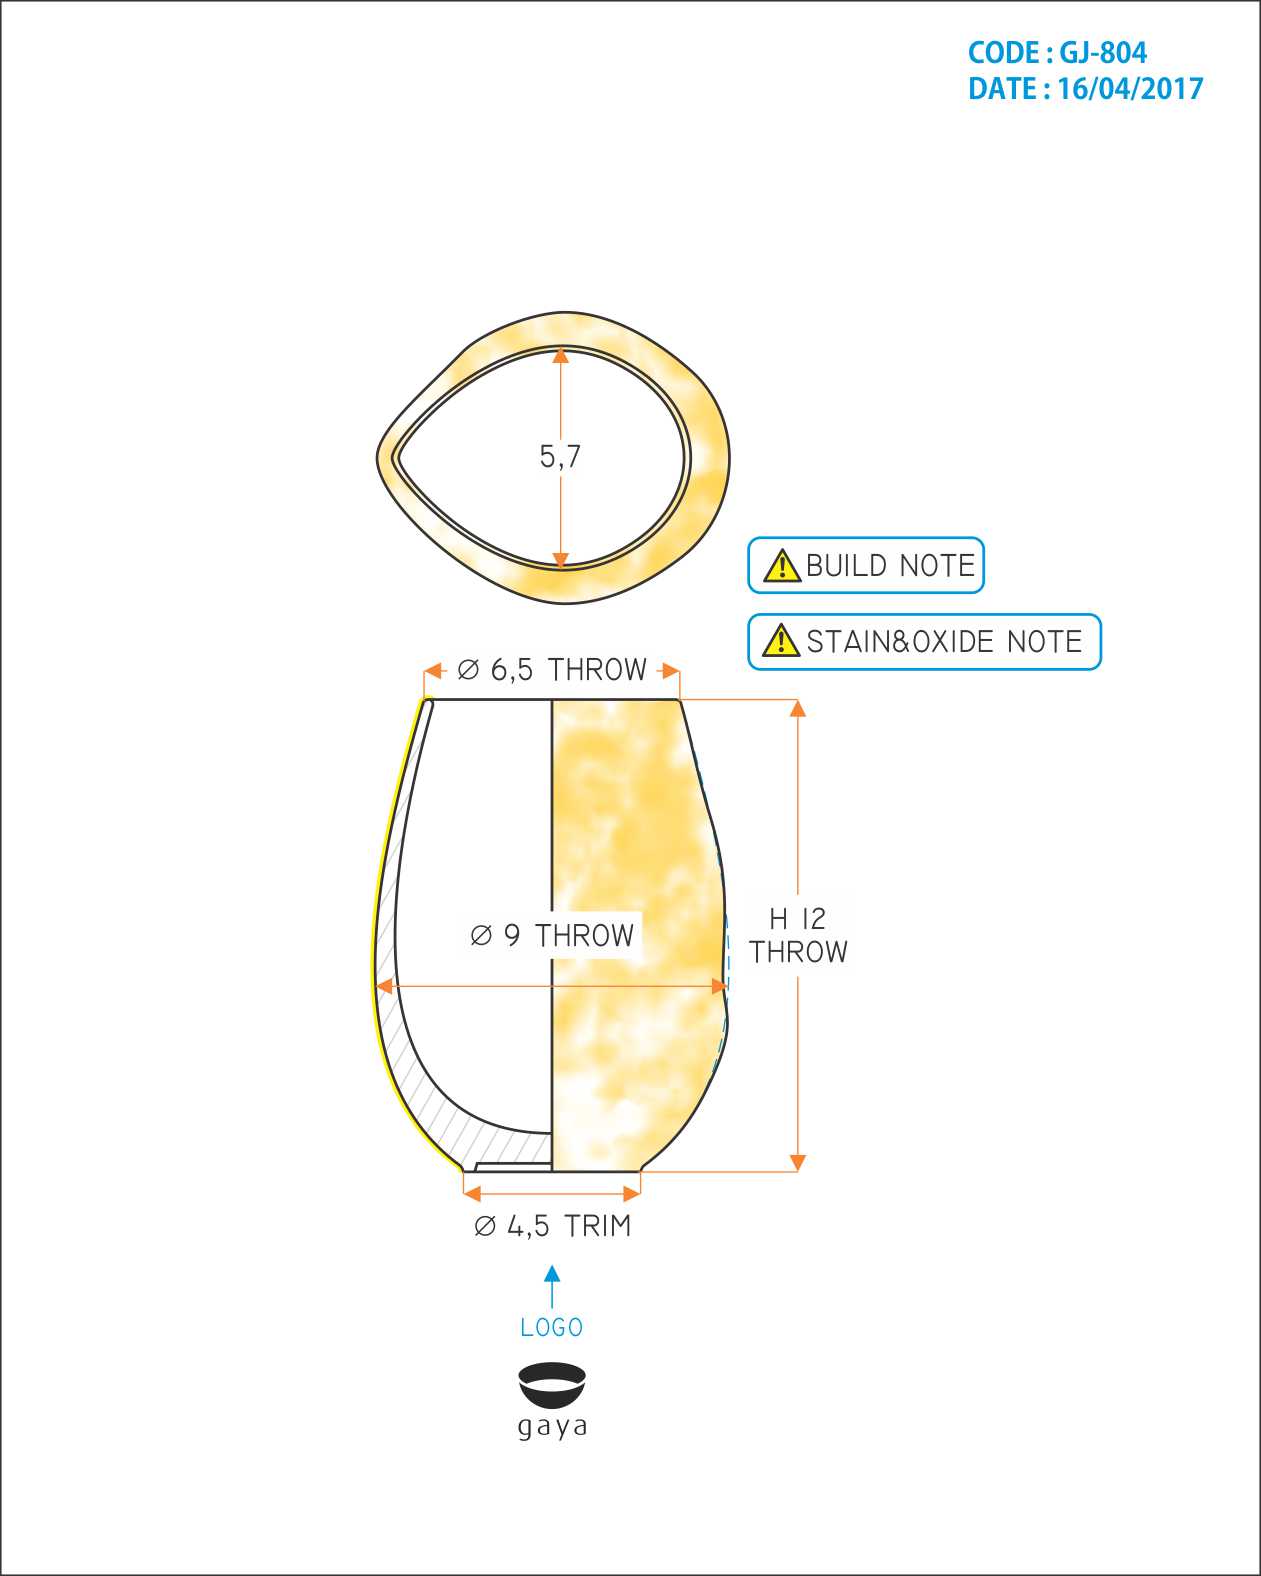 CODE : GJ-804
DATE : 16/04/2017
5,7
BUILD NOTE
STAIN&OXIDE NOTE
Ø 6,5 THROW
Ø 9 THROW
H 12
THROW
Ø 4,5 TRIM
LOGO
gaya